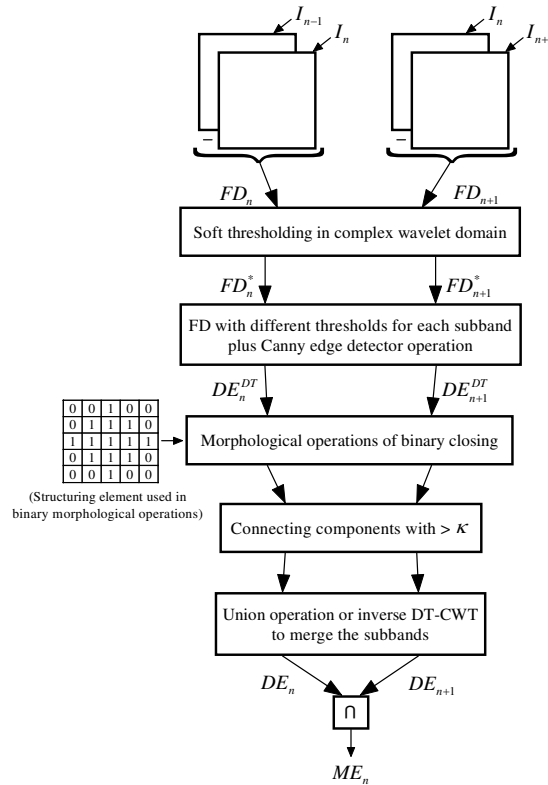 I_{n-1}
I_n
I_n
I_{n+
− −
FD_n FD_{n+1}
Soft thresholding in complex wavelet domain
FD_n^* FD_{n+1}^*
FD with different thresholds for each subband
plus Canny edge detector operation
DE_n^{DT} DE_{n+1}^{DT}
0 0 1 0 0
0 1 1 1 0
1 1 1 1 1
0 1 1 1 0
0 0 1 0 0
(Structuring element used in
binary morphological operations)
Morphological operations of binary closing
Connecting components with > κ
Union operation or inverse DT-CWT
to merge the subbands
DE_n DE_{n+1}
∩
ME_n